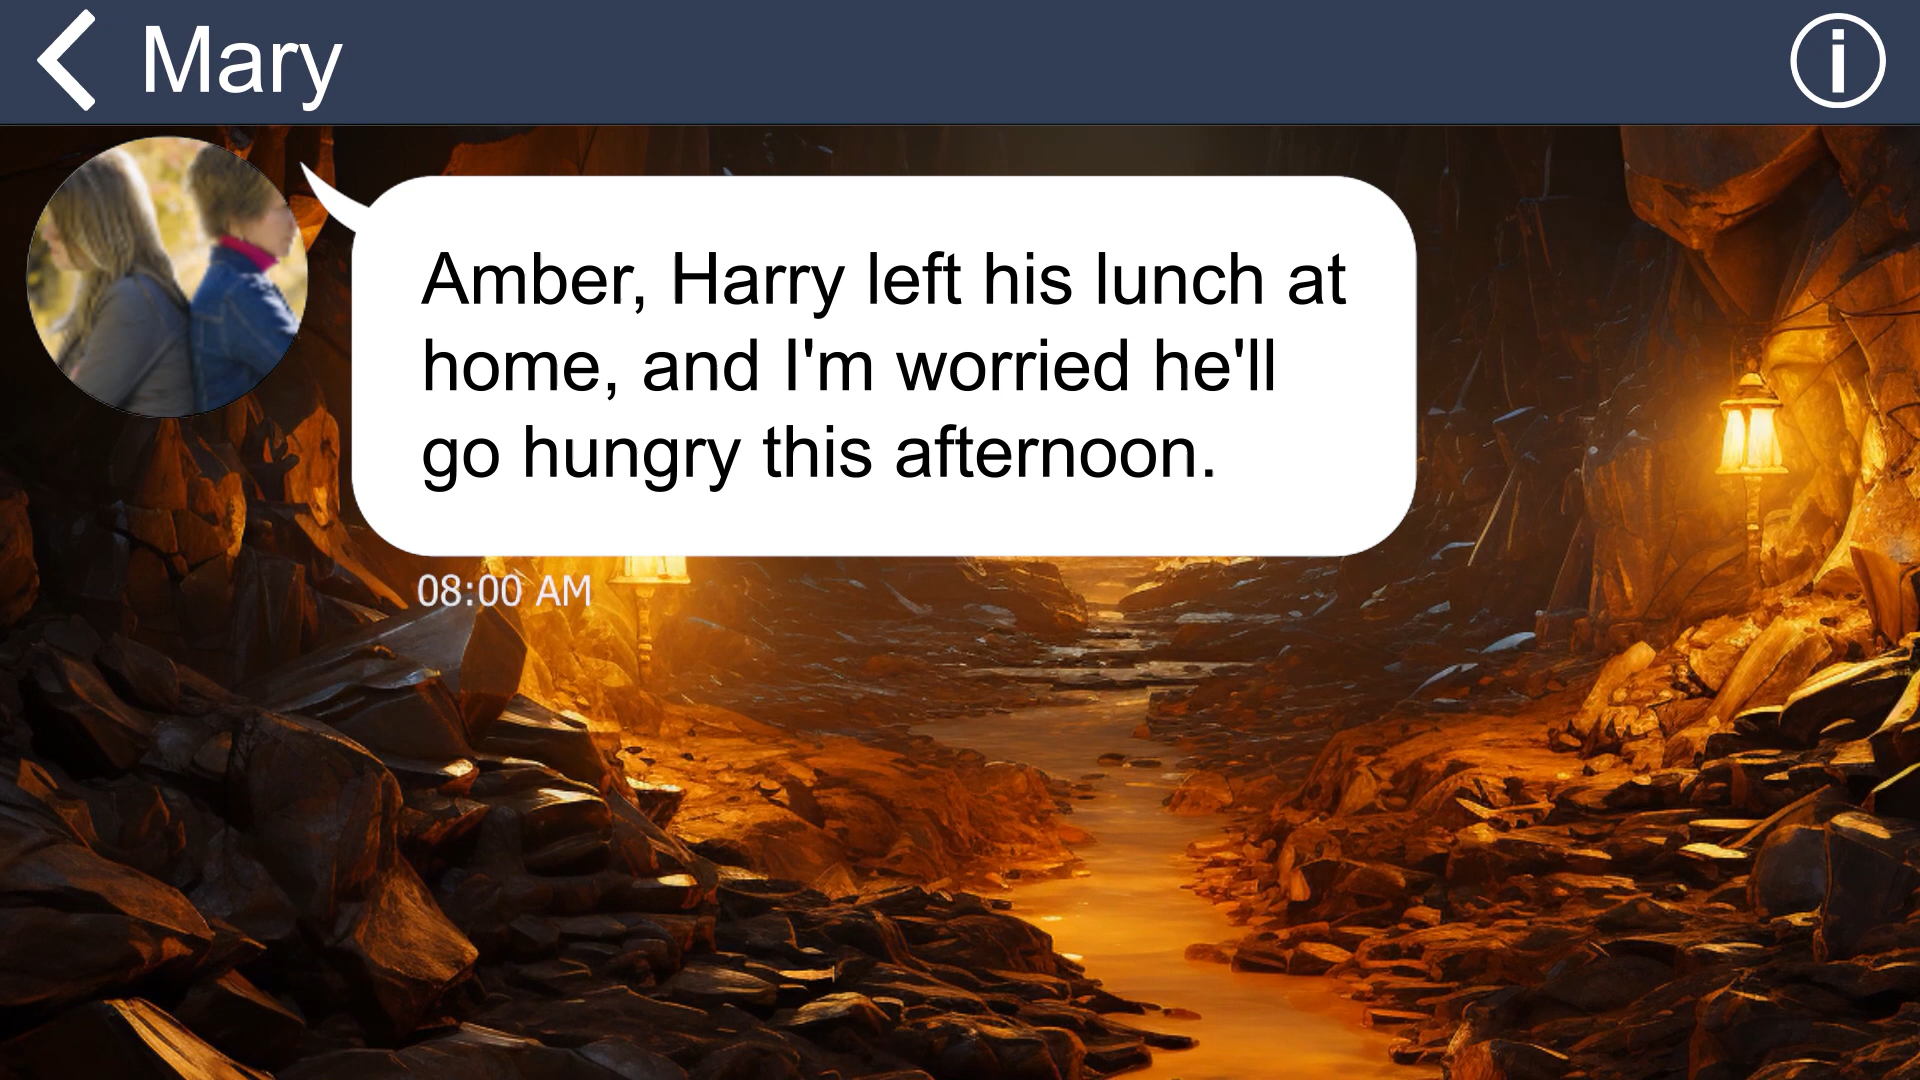 Mary
Amber, Harry left his lunch at
home, and I'm worried he'll
go hungry this afternoon.
08:00 AM